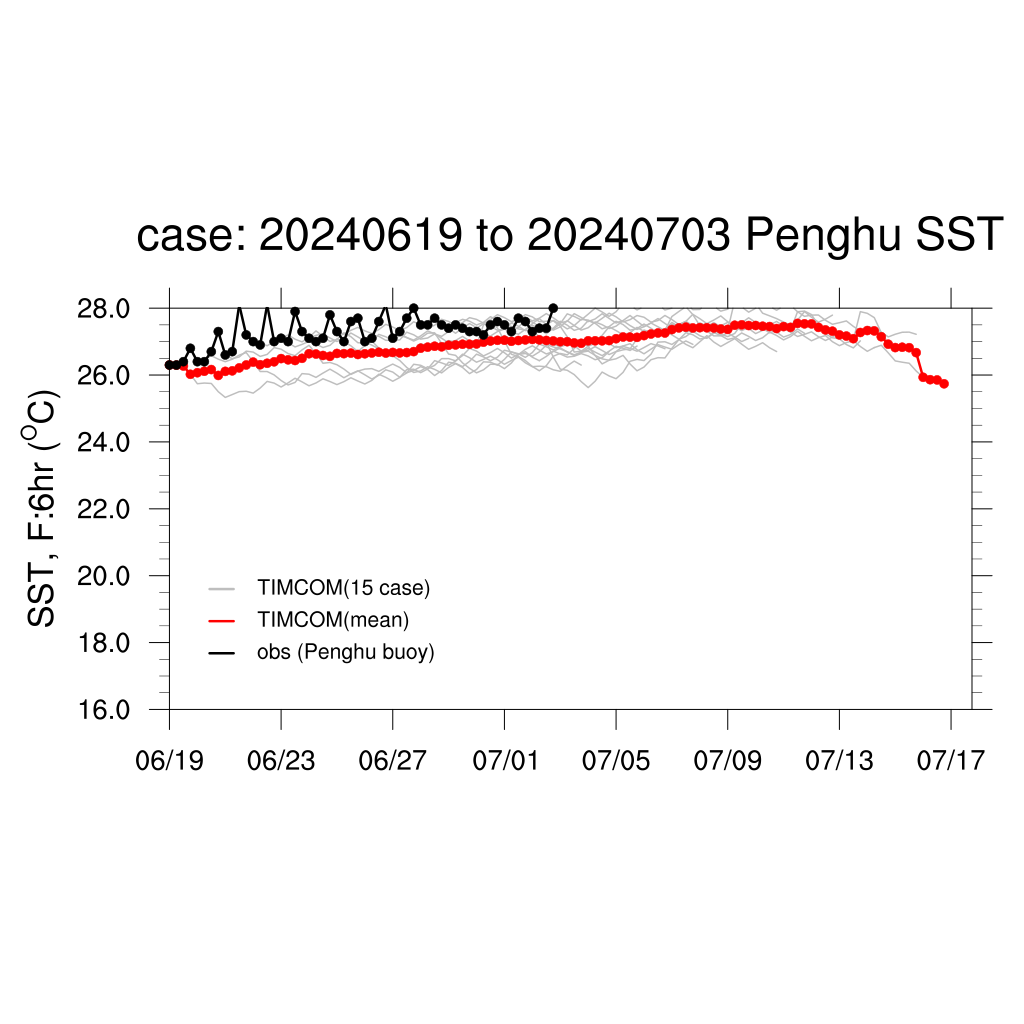 case: 20240619 to 20240703 Penghu SST
SST, F:6hr (°C)
28.0
26.0
24.0
22.0
20.0
18.0
16.0
TIMCOM(15 case)
TIMCOM(mean)
obs (Penghu buoy)
06/19 06/23 06/27 07/01 07/05 07/09 07/13 07/17